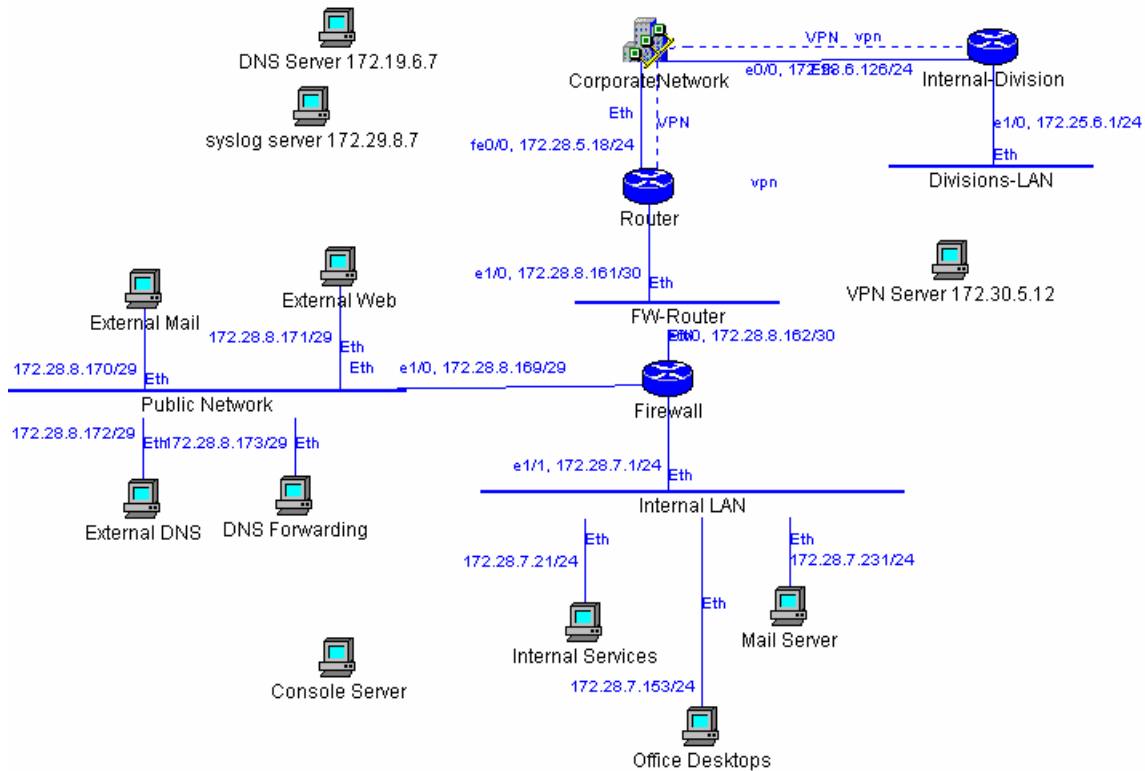 DNS Server 172.19.6.7
syslog server 172.29.8.7
CorporateNetwork
VPN vpn
e0/0, 172.28.6.126/24
Internal-Division
Eth
VPN
fe0/0, 172.28.5.18/24
e1/0, 172.25.6.1/24
Eth
Divisions-LAN
vpn
Router
VPN Server 172.30.5.12
e1/0, 172.28.8.161/30
Eth
FW-Router
172.28.8.162/30
External Mail
External Web
172.28.8.171/29
Eth
Eth
172.28.8.170/29
Eth
e1/0, 172.28.8.169/29
Public Network
Firewall
172.28.8.172/29
Eth
172.28.8.173/29
Eth
e1/1, 172.28.7.1/24
Eth
Internal LAN
External DNS
DNS Forwarding
Eth
172.28.7.21/24
Eth
172.28.7.231/24
Eth
Internal Services
Mail Server
Console Server
172.28.7.153/24
Office Desktops